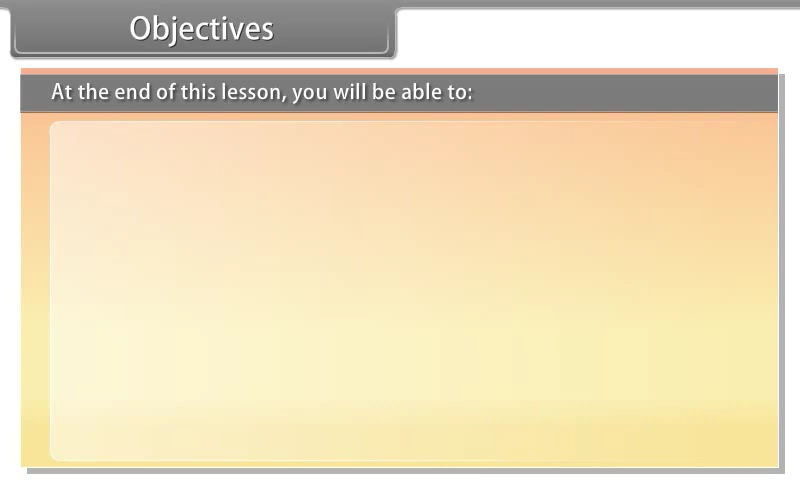 Objectives
At the end of this lesson, you will be able to: